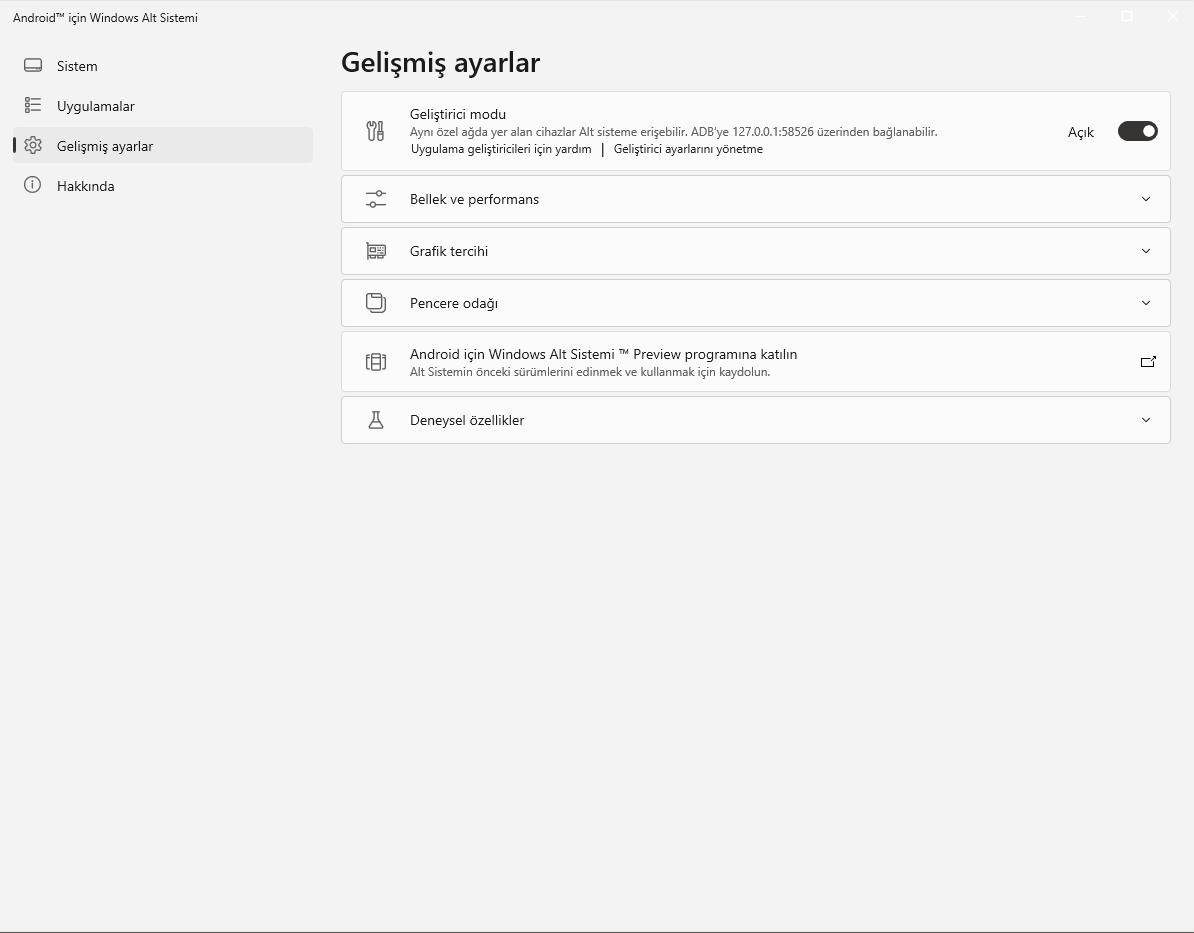 Android™ için Windows Alt Sistemi
Sistem
Uygulamalar
Gelişmiş ayarlar
Hakkında
Gelişmiş ayarlar
Geliştirici modu
Aynı özel ağda yer alan cihazlar Alt sisteme erişebilir. ADB'ye 127.0.0.1:58526 üzerinden bağlanabilir.
Uygulama geliştiricileri için yardım | Geliştirici ayarlarını yönetme
Açık
Bellek ve performans
Grafik tercihi
Pencere odağı
Android için Windows Alt Sistemi ™ Preview programına katılın
Alt Sistemin önceki sürümlerini edinmek ve kullanmak için kaydolun.
Deneysel özellikler